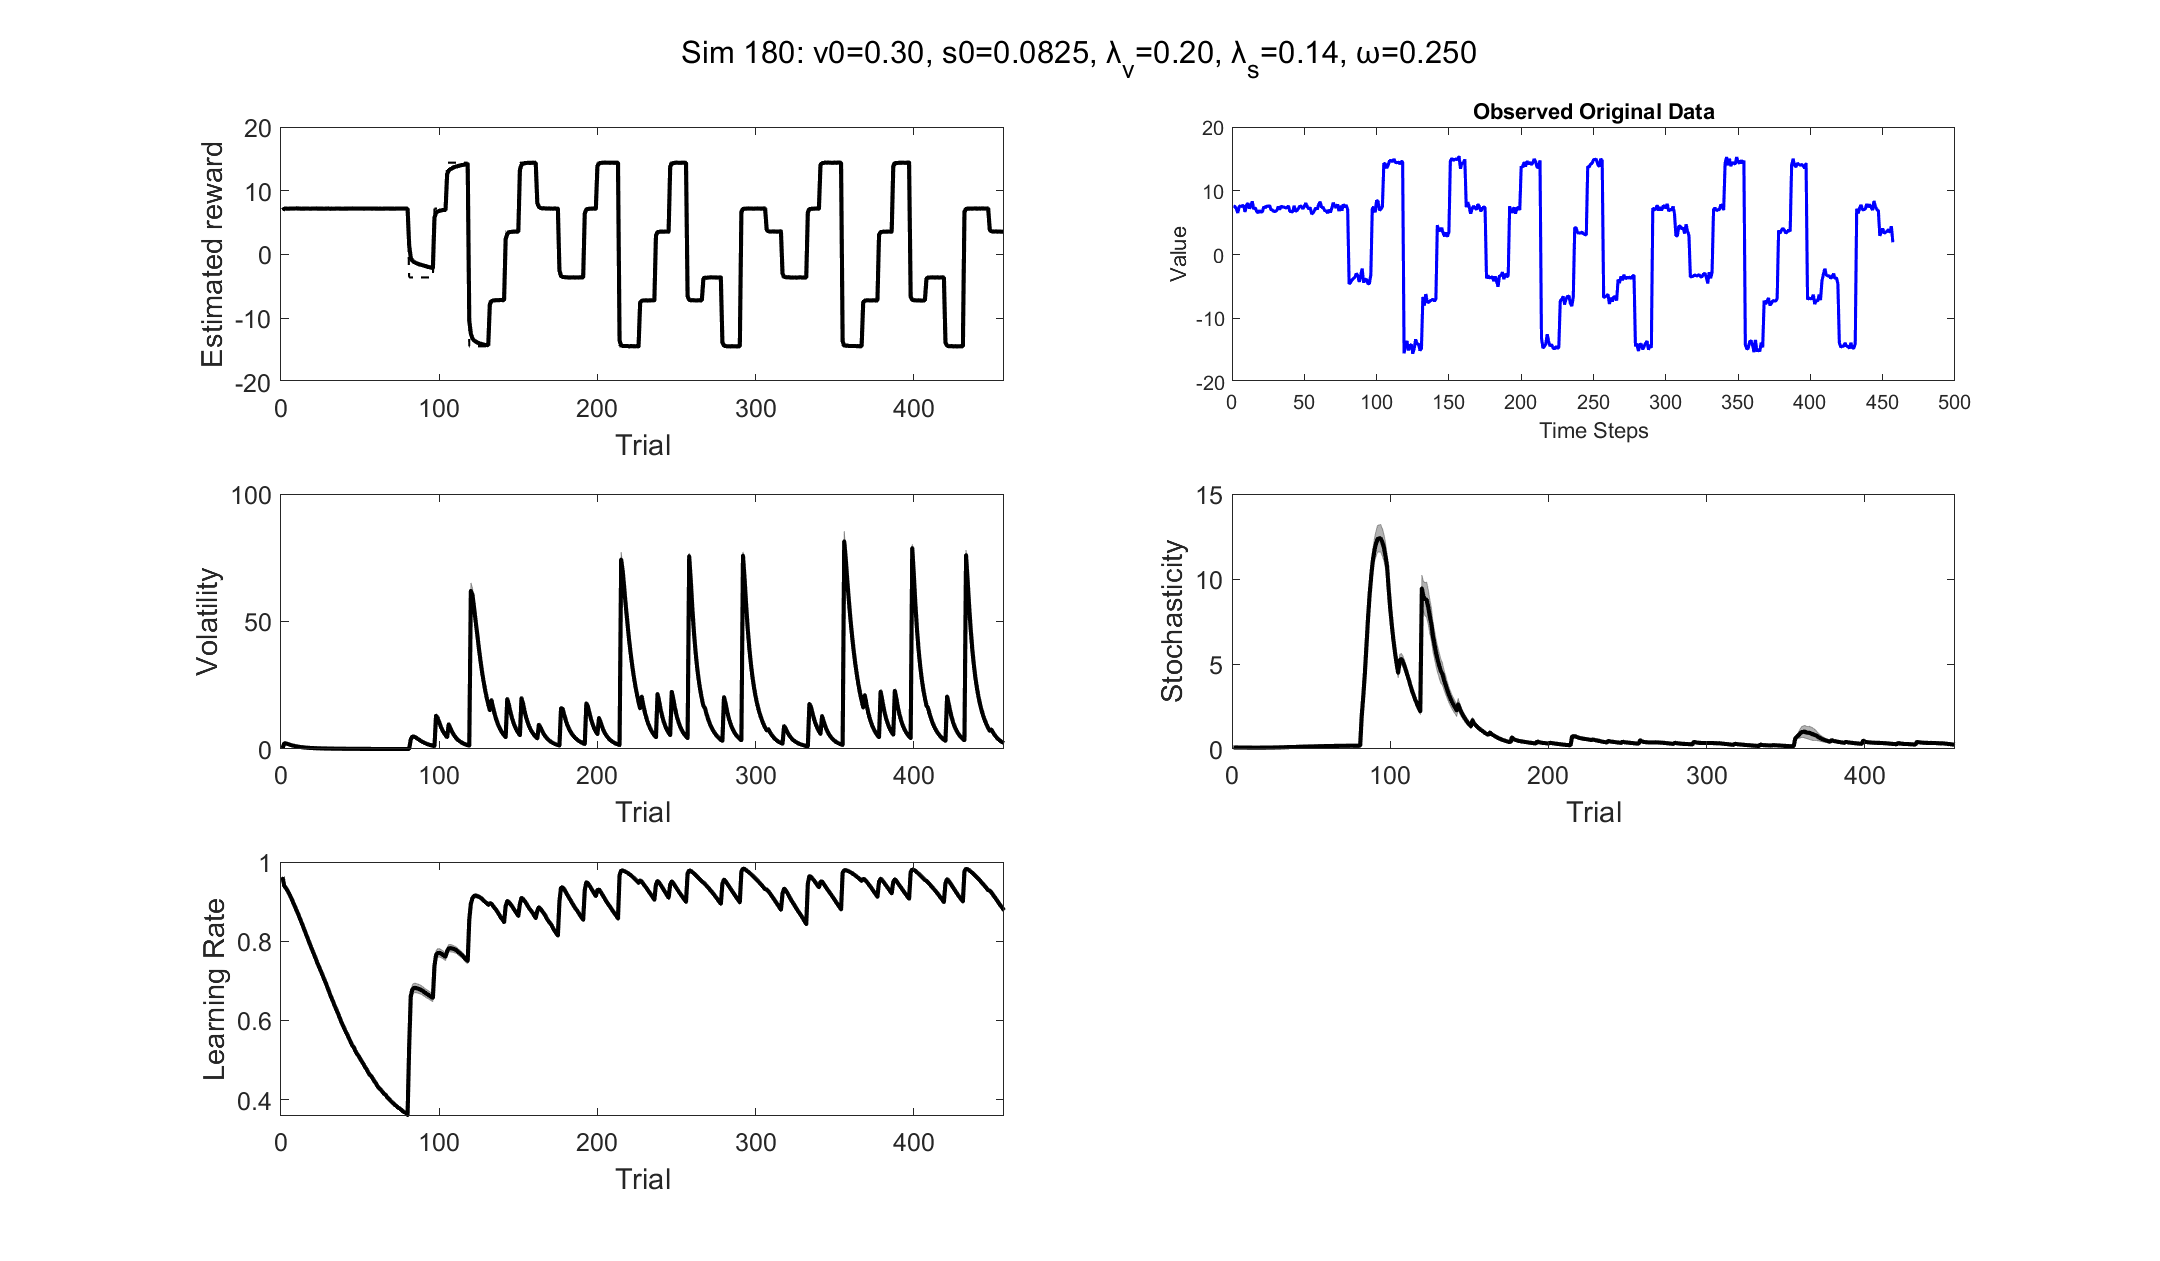 Sim 180: v0=0.30, s0=0.0825, λ_v=0.20, λ_s=0.14, ω=0.250
Estimated reward
20
10
0
-10
-20
0 100 200 300 400
Trial
Observed Original Data
Value
20
10
0
-10
-20
0 50 100 150 200 250 300 350 400 450 500
Time Steps
Volatility
100
50
0
0 100 200 300 400
Trial
Stochasticity
15
10
5
0
0 100 200 300 400
Trial
Learning Rate
1
0.8
0.6
0.4
0 100 200 300 400
Trial